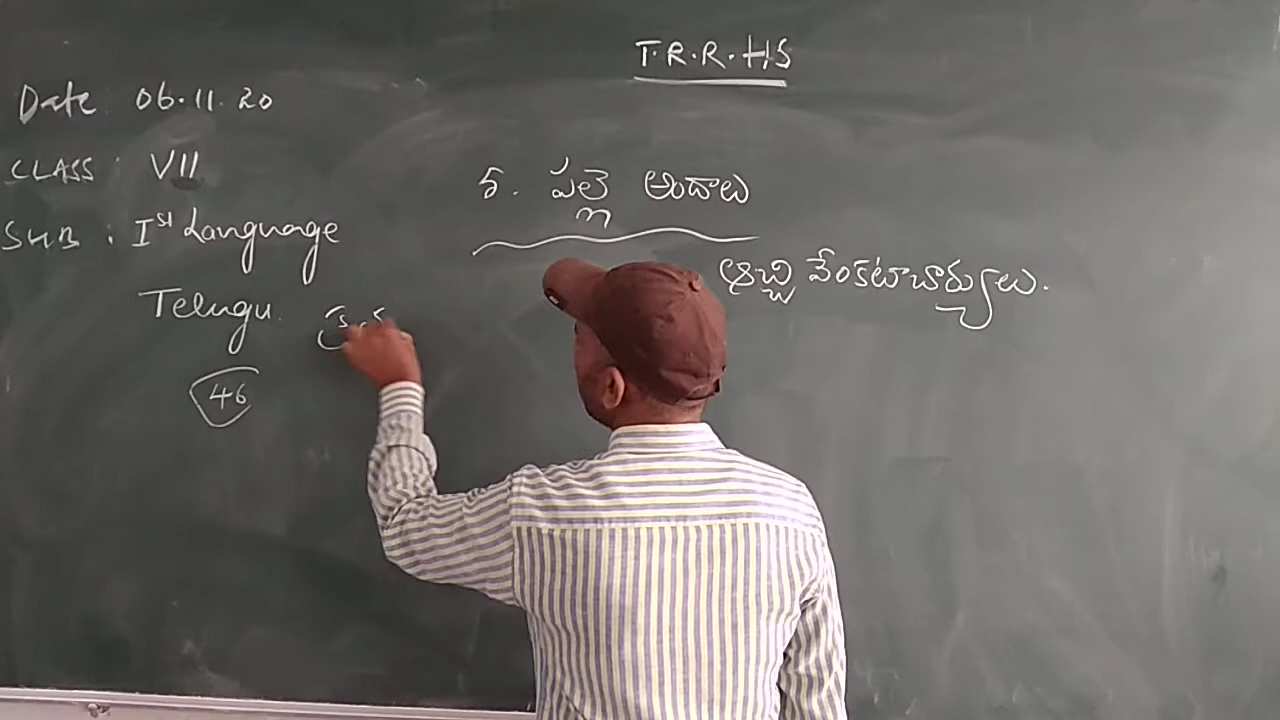 T.R.R.HS
Date 06.11.20
CLASS : VII
SUB : Ist Language
Telugu
46
5. పల్లె అందాలు
ఆచ్చి వేంకటాచార్యులు.